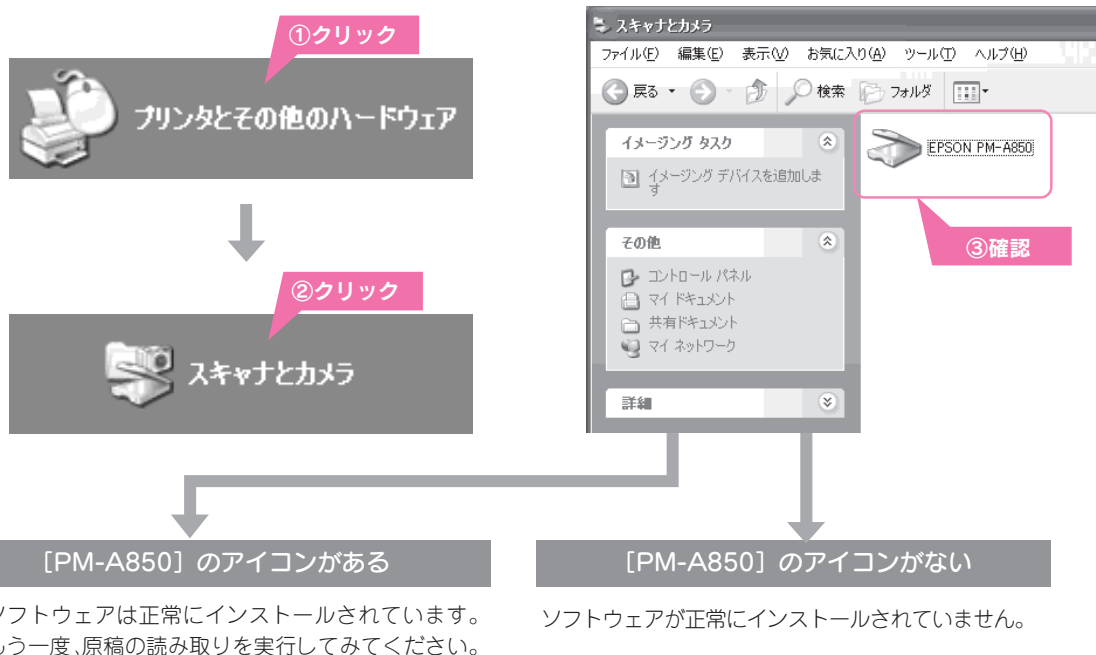 ①クリック
プリンタとその他のハードウェア
②クリック
スキャナとカメラ
スキャナとカメラ
ファイル(F) 編集(E) 表示(V) お気に入り(A) ツール(T) ヘルプ(H)
戻る 検索 フォルダ
イメージング タスク
イメージング デバイスを追加しま
す
その他
コントロール パネル
マイ ドキュメント
共有ドキュメント
マイ ネットワーク
詳細
EPSON PM-A850
③確認
[PM-A850]のアイコンがある
ソフトウェアは正常にインストールされています。
もう一度、原稿の読み取りを実行してみてください。
[PM-A850]のアイコンがない
ソフトウェアが正常にインストールされていません。